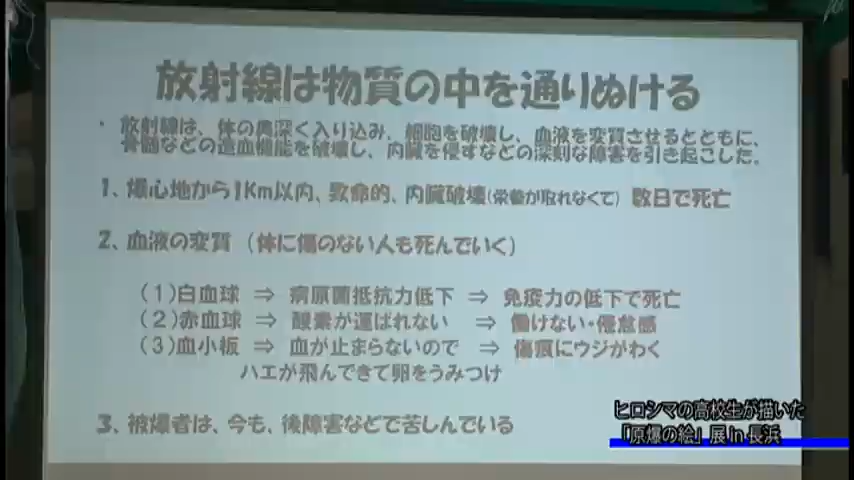 放射線は物質の中を通りぬける
・ 放射線は、体の奥深く入り込み、細胞を破壊し、血液を変質させるとともに、
骨髄などの造血機能を破壊し、内臓を侵すなどの深刻な障害を引き起こした。
1、爆心地から1Km以内、致命的、内臓破壊(栄養が取れなくて) 数日で死亡
2、血液の変質 (体に傷のない人も死んでいく)
(1)白血球 ⇒ 病原菌抵抗力低下 ⇒ 免疫力の低下で死亡
(2)赤血球 ⇒ 酸素が運ばれない ⇒ 働けない・倦怠感
(3)血小板 ⇒ 血が止まらないので ⇒ 傷痕にウジがわく
ハエが飛んできて卵をうみつけ
3、被爆者は、今も、後障害などで苦しんでいる
ヒロシマの高校生が描いた
「原爆の絵」展 in 長浜